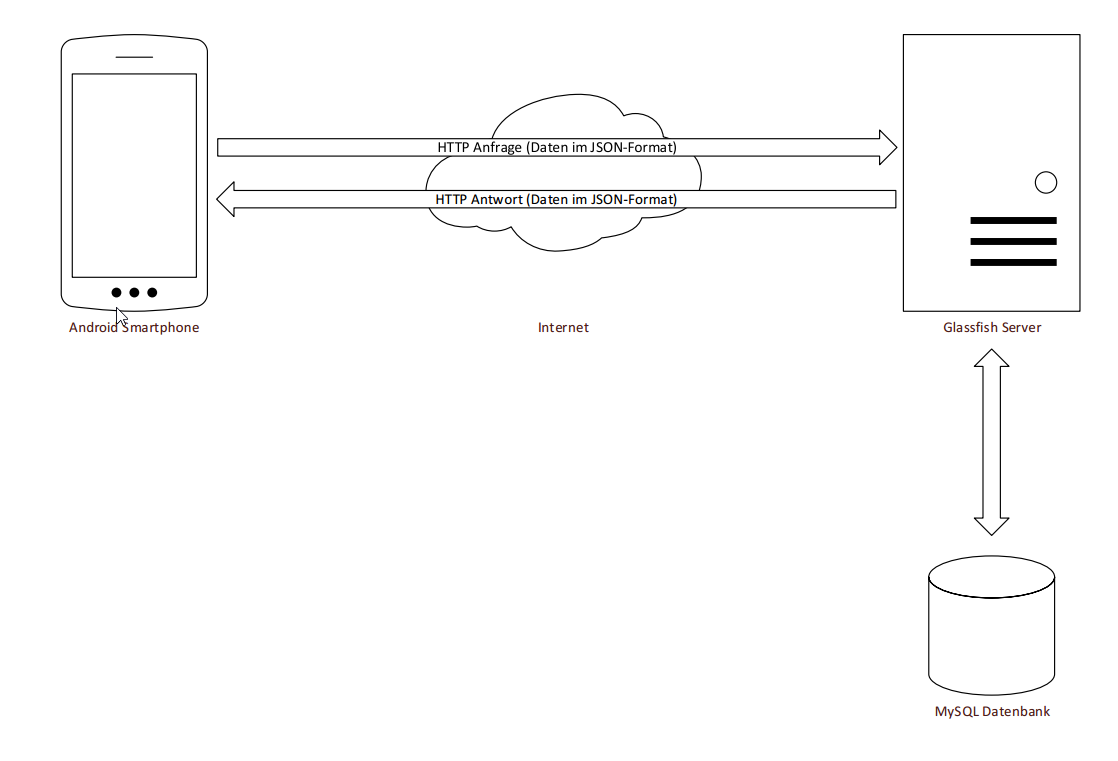 HTTP Anfrage (Daten im JSON-Format)
HTTP Antwort (Daten im JSON-Format)
Android Smartphone
Internet
Glassfish Server
MySQL Datenbank